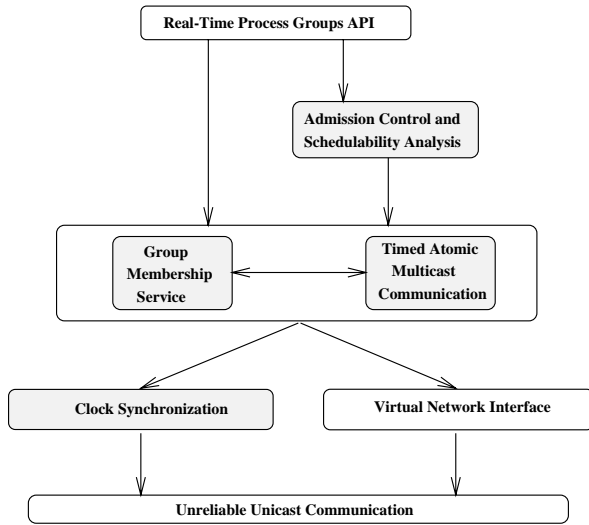 Real-Time Process Groups API
Admission Control and
Schedulability Analysis
Group
Membership
Service
Timed Atomic
Multicast
Communication
Clock Synchronization
Virtual Network Interface
Unreliable Unicast Communication